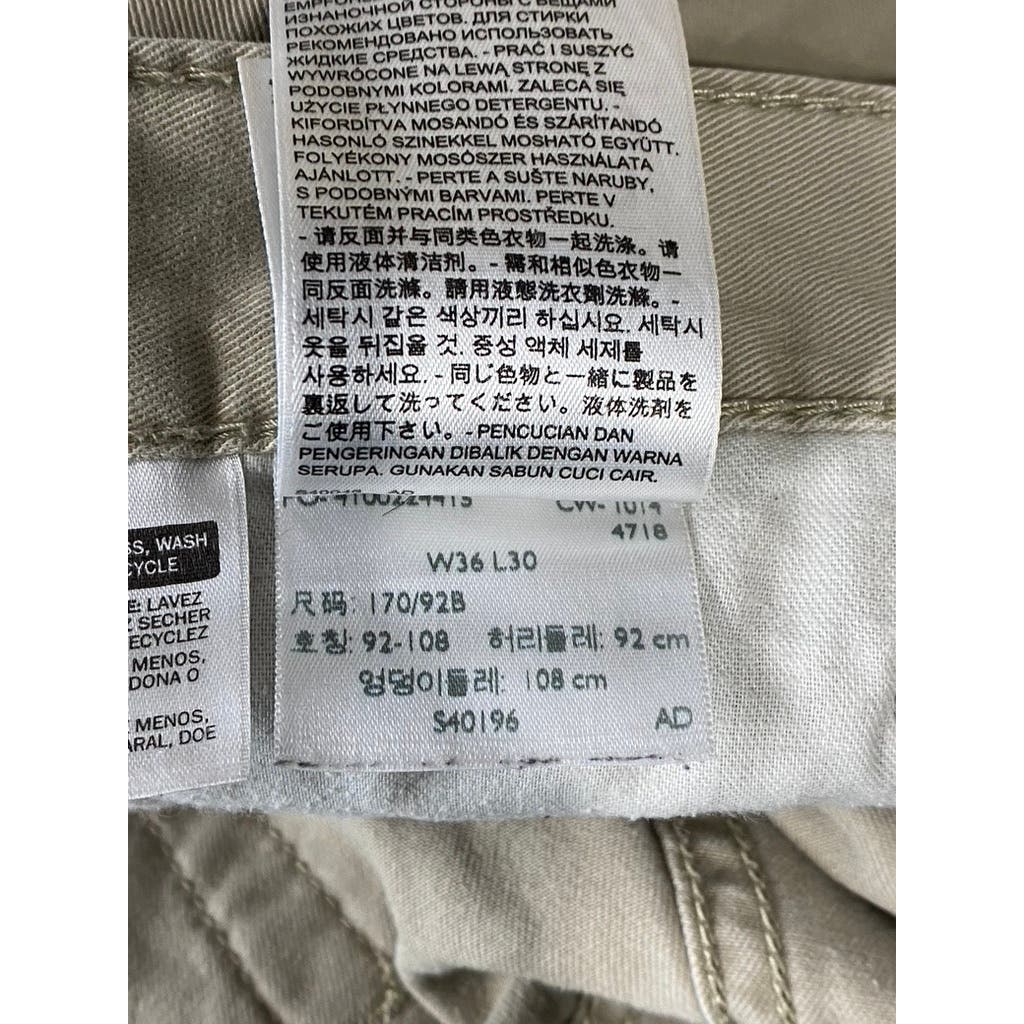 ИЗНАНОЧНОЙ СТОРОНЫ С ВЕЩАМИ
ПОХОЖИХ ЦВЕТОВ. ДЛЯ СТИРКИ
РЕКОМЕНДОВАНО ИСПОЛЬЗОВАТЬ
ЖИДКИЕ СРЕДСТВА. - PRAĆ I SUSZYĆ
WYWRÓCONE NA LEWĄ STRONĘ Z
PODOBNYMI KOLORAMI. ZALECA SIĘ
UŻYCIE PŁYNNEGO DETERGENTU. -
KIFORDÍTVA MOSANDÓ ÉS SZÁRÍTANDÓ
HASONLÓ SZINEKKEL MOSHATÓ EGYÜTT.
FOLYÉKONY MOSÓSZER HASZNÁLATA
AJÁNLOTT. - PERTE A SUŠTE NARUBY,
S PODOBNÝMI BARVAMI. PERTE V
TEKUTÉM PRACÍM PROSTŘEDKU.
- 请反面并与同类色衣物一起洗涤。请
使用液体清洁剂。- 需和相似色衣物一
同反面洗滌。請用液態洗衣劑洗滌。-
세탁시 같은 색상끼리 하십시요. 세탁시
옷을 뒤집을 것. 중성 액체 세제를
사용하세요. - 同じ色物と一緒に製品を
裏返して洗ってください。液体洗剤を
ご使用下さい。- PENCUCIAN DAN
PENGERINGAN DIBALIK DENGAN WARNA
SERUPA. GUNAKAN SABUN CUCI CAIR.
CW- 1014
4718
W36 L30
尺码: 170/92B
호칭: 92-108 허리둘레: 92 cm
엉덩이둘레: 108 cm
S40196 AD
SS, WASH
CYCLE
E: LAVEZ
SECHER
ECYCLEZ
MENOS,
DONA O
MENOS,
ARAL, DOE